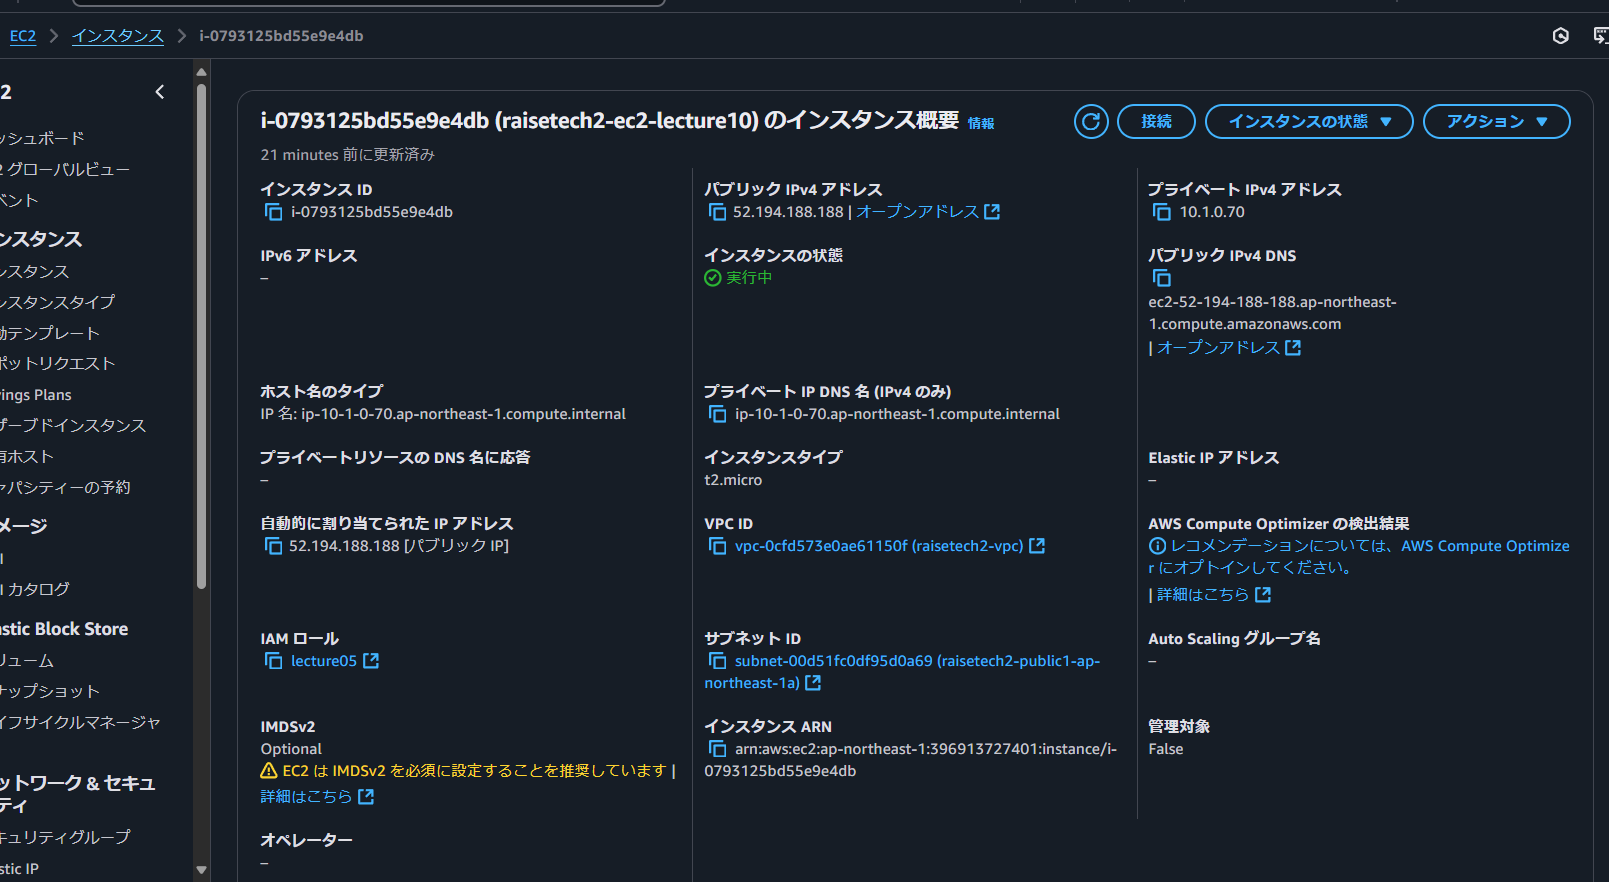 EC2 > インスタンス > i-0793125bd55e9e4db
2
ッシュボード
2 グローバルビュー
ベント
ンスタンス
ンスタンス
ンスタンスタイプ
動テンプレート
ポットリクエスト
ings Plans
ザーブドインスタンス
有ホスト
ャパシティーの予約
メージ
I
I カタログ
astic Block Store
リューム
ナップショット
イフサイクルマネージャ
ットワーク & セキュ
ティ
キュリティグループ
stic IP
i-0793125bd55e9e4db (raisetech2-ec2-lecture10) のインスタンス概要 情報
接続
インスタンスの状態 ▼
アクション ▼
21 minutes 前に更新済み
インスタンス ID
i-0793125bd55e9e4db
パブリック IPv4 アドレス
52.194.188.188 | オープンアドレス
プライベート IPv4 アドレス
10.1.0.70
IPv6 アドレス
–
インスタンスの状態
実行中
パブリック IPv4 DNS
ec2-52-194-188-188.ap-northeast-
1.compute.amazonaws.com
| オープンアドレス
ホスト名のタイプ
IP 名: ip-10-1-0-70.ap-northeast-1.compute.internal
プライベート IP DNS 名 (IPv4 のみ)
ip-10-1-0-70.ap-northeast-1.compute.internal
プライベートリソースの DNS 名に応答
–
インスタンスタイプ
t2.micro
Elastic IP アドレス
–
自動的に割り当てられた IP アドレス
52.194.188.188 [パブリック IP]
VPC ID
vpc-0cfd573e0ae61150f (raisetech2-vpc)
AWS Compute Optimizer の検出結果
レコメンデーションについては、AWS Compute Optimize
r にオプトインしてください。
| 詳細はこちら
IAM ロール
lecture05
サブネット ID
subnet-00d51fc0df95d0a69 (raisetech2-public1-ap-
northeast-1a)
Auto Scaling グループ名
–
IMDSv2
Optional
EC2 は IMDSv2 を必須に設定することを推奨しています |
詳細はこちら
インスタンス ARN
arn:aws:ec2:ap-northeast-1:396913727401:instance/i-
0793125bd55e9e4db
管理対象
False
オペレーター
–